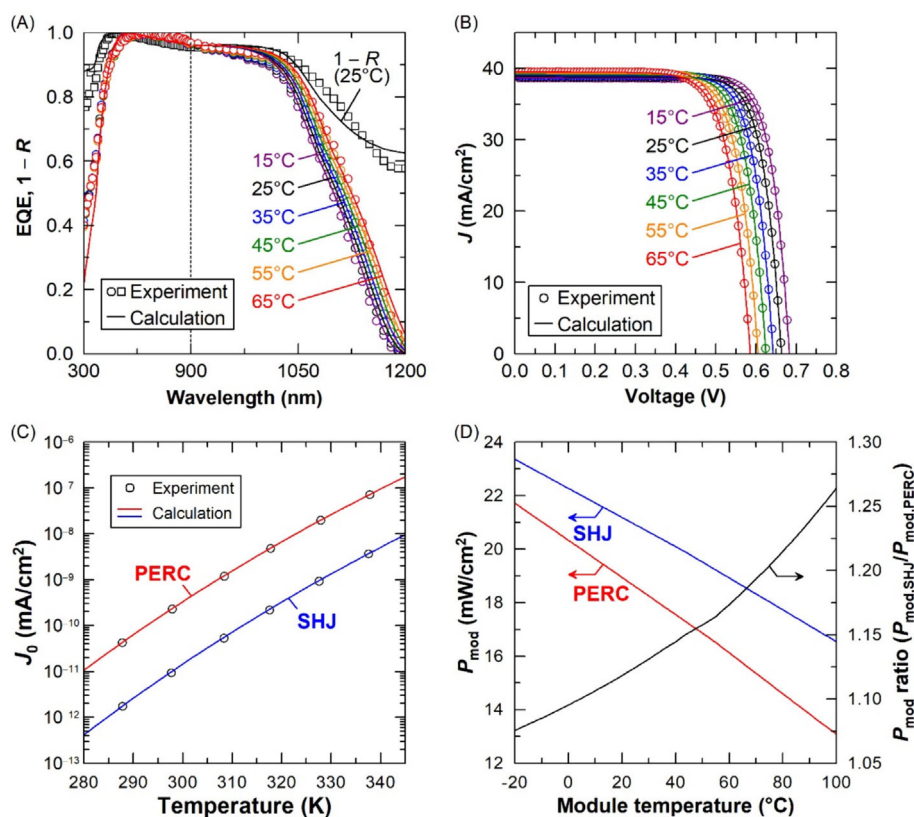 (A)
1.0
0.8
0.6
0.4
0.2
0.0
EQE, 1 – R
1 – R
(25°C)
15°C
25°C
35°C
45°C
55°C
65°C
Experiment
Calculation
300
900
1050
1200
Wavelength (nm)
(B)
50
40
30
20
10
0
J (mA/cm²)
15°C
25°C
35°C
45°C
55°C
65°C
Experiment
Calculation
0.0 0.1 0.2 0.3 0.4 0.5 0.6 0.7 0.8
Voltage (V)
(C)
10⁻⁶
10⁻⁷
10⁻⁸
10⁻⁹
10⁻¹⁰
10⁻¹¹
10⁻¹²
10⁻¹³
J₀ (mA/cm²)
Experiment
Calculation
PERC
SHJ
280 290 300 310 320 330 340
Temperature (K)
(D)
24
22
20
18
16
14
12
Pmod (mW/cm²)
SHJ
PERC
1.30
1.25
1.20
1.15
1.10
1.05
Pmod ratio (Pmod,SHJ/Pmod,PERC)
-20 0 20 40 60 80 100
Module temperature (°C)